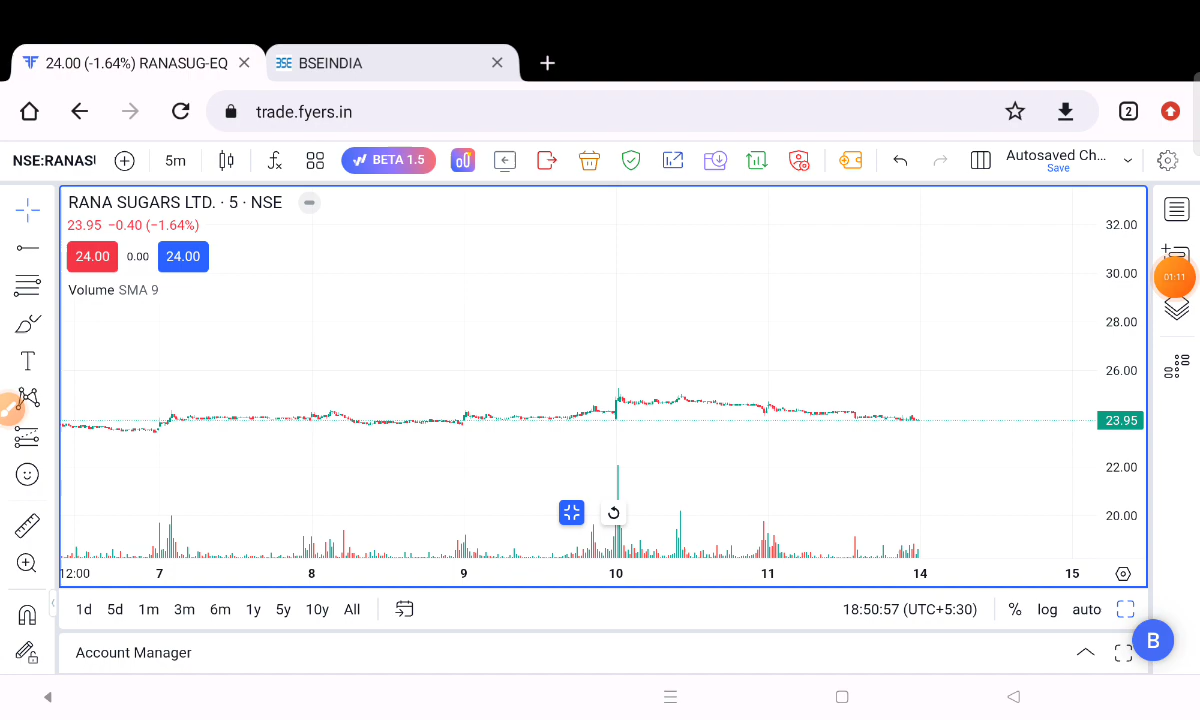 24.00 (-1.64%) RANASUG-EQ
BSEINDIA
trade.fyers.in
2
NSE:RANASI
5m
BETA 1.5
Autosaved Ch...
Save
RANA SUGARS LTD. · 5 · NSE
23.95 −0.40 (−1.64%)
24.00 0.00 24.00
Volume SMA 9
32.00
30.00
28.00
26.00
23.95
22.00
20.00
01:11
12:00 7 8 9 10 11 14 15
1d 5d 1m 3m 6m 1y 5y 10y All
18:50:57 (UTC+5:30) % log auto
B
Account Manager